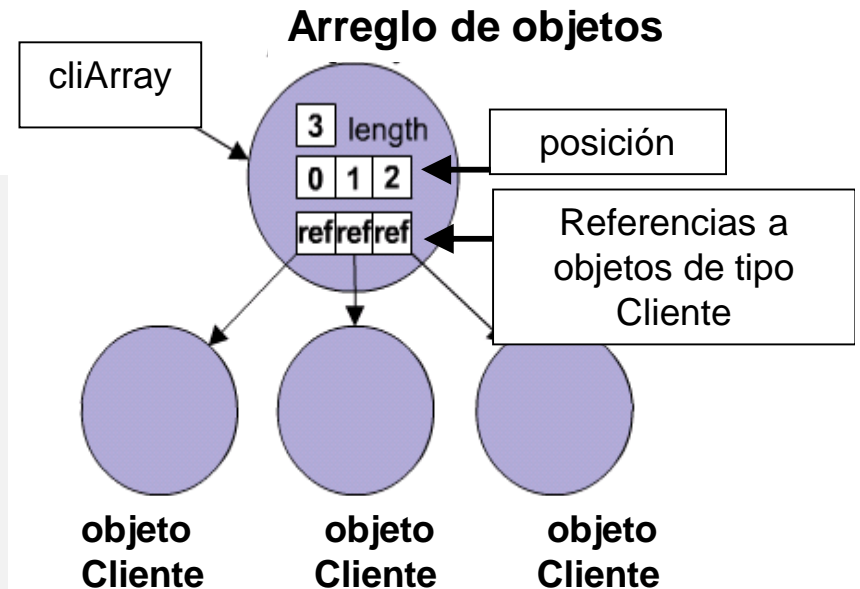 Arreglo de objetos
cliArray
3 length
posición
0 1 2
ref ref ref
Referencias a
objetos de tipo
Cliente
objeto
Cliente
objeto
Cliente
objeto
Cliente